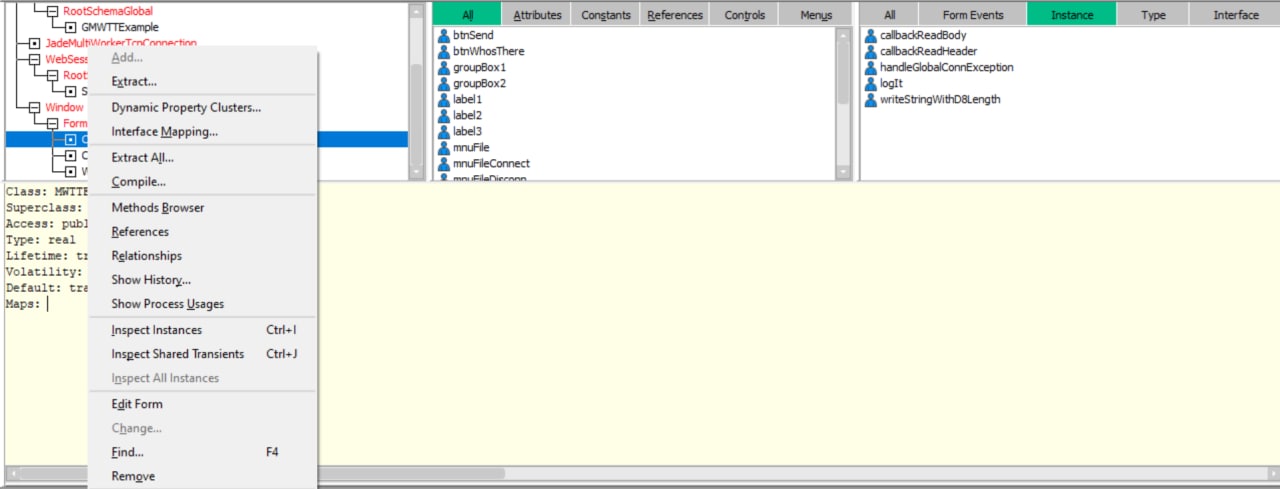 RootSchemaGlobal
GMWTTExample
JadeMultiWorkerTcpConnection
WebSess
Root
S
Window
Form
C
C
W
Add...
Extract...
Dynamic Property Clusters...
Interface Mapping...
Extract All...
Compile...
Methods Browser
References
Relationships
Show History...
Show Process Usages
Inspect Instances Ctrl+I
Inspect Shared Transients Ctrl+J
Inspect All Instances
Edit Form
Change...
Find... F4
Remove
All Attributes Constants References Controls Menus
btnSend
btnWhosThere
groupBox1
groupBox2
label1
label2
label3
mnuFile
mnuFileConnect
mnuFileDisconn
All Form Events Instance Type Interface
callbackReadBody
callbackReadHeader
handleGlobalConnException
logIt
writeStringWithD8Length
Class: MWTTE
Superclass:
Access: publ
Type: real
Lifetime: tr
Volatility:
Default: tra
Maps: